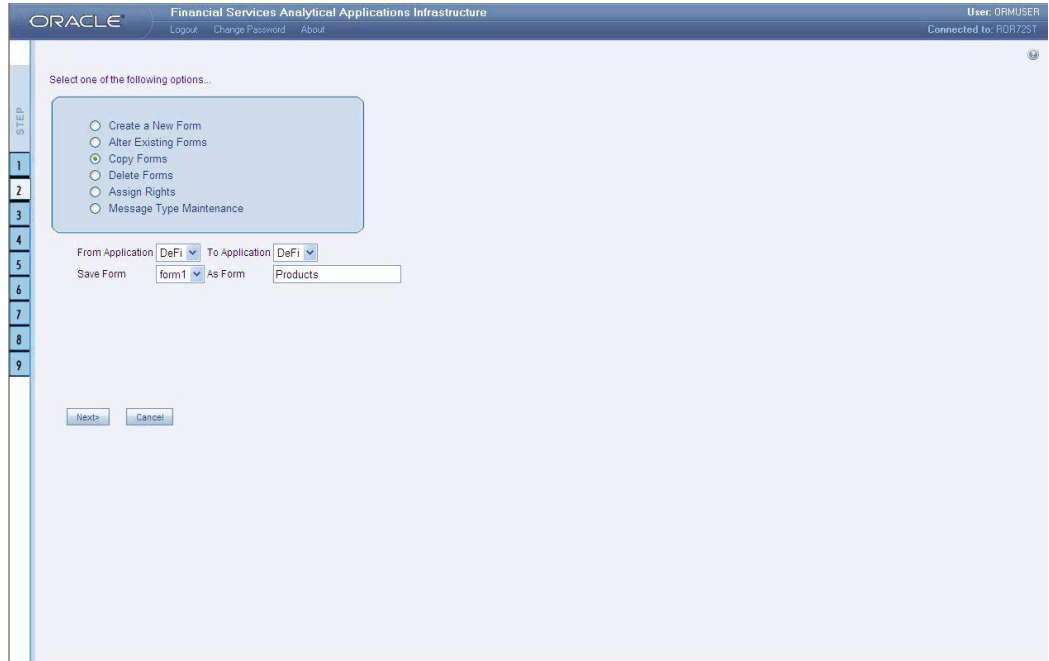 ORACLE
Financial Services Analytical Applications Infrastructure
Logout Change Password About
User: ORMUSER
Connected to: ROR72ST
Select one of the following options...
STEP
1
2
3
4
5
6
7
8
9
Create a New Form
Alter Existing Forms
Copy Forms
Delete Forms
Assign Rights
Message Type Maintenance
From Application DeFi To Application DeFi
Save Form form1 As Form Products
Next> Cancel